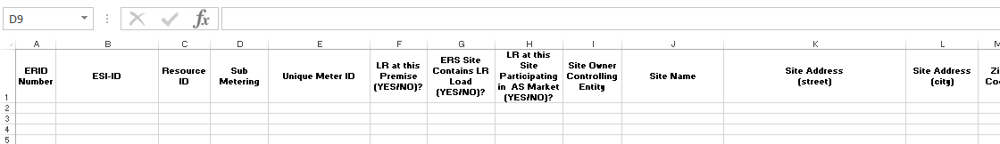 D9
fx
A B C D E F G H I J K L M
1 ERID Number ESI-ID Resource ID Sub Metering Unique Meter ID LR at this Premise (YES/NO)? ERS Site Contains LR Load (YES/NO)? LR at this Site Participating in AS Market (YES/NO)? Site Owner Controlling Entity Site Name Site Address (street) Site Address (city)
2
3
4
5